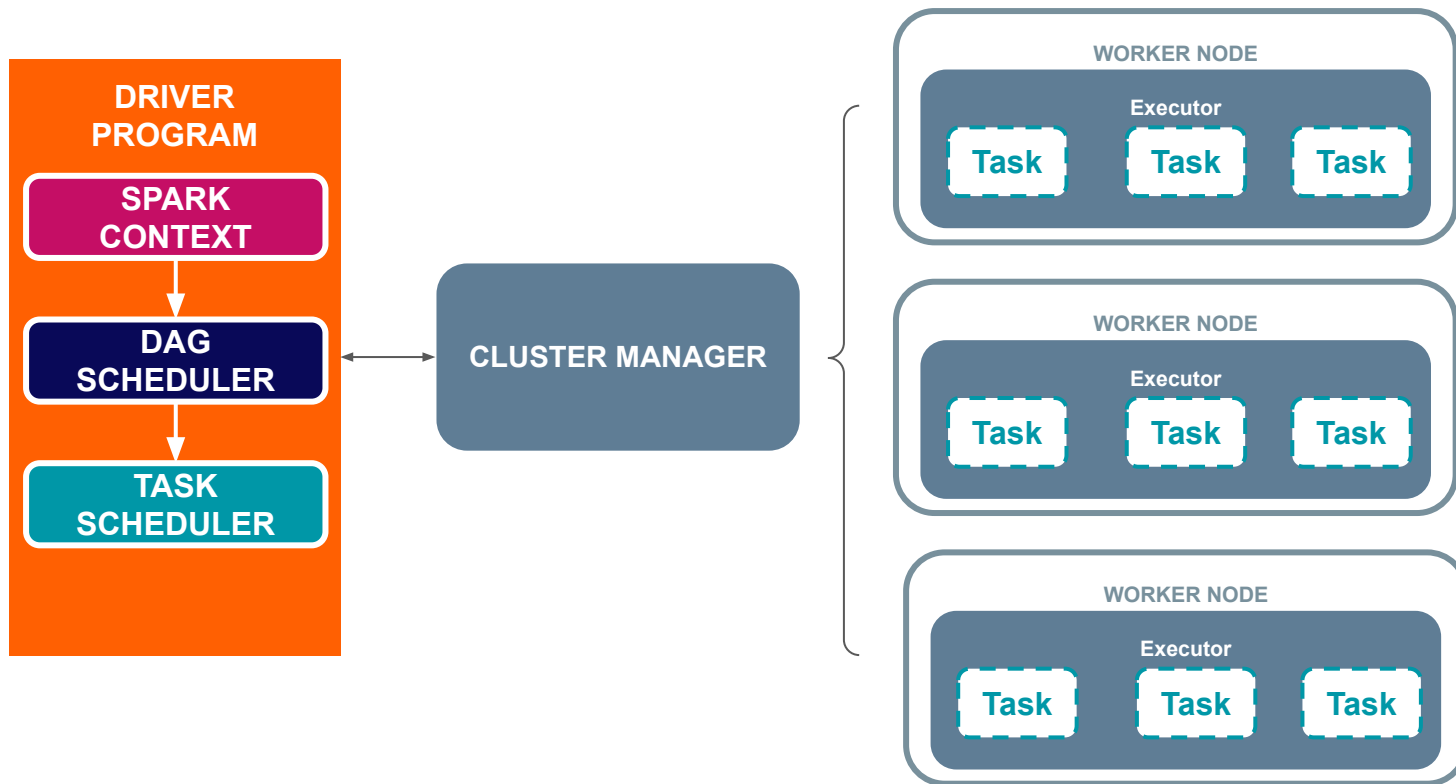 DRIVER
PROGRAM
SPARK
CONTEXT
DAG
SCHEDULER
TASK
SCHEDULER
CLUSTER MANAGER
WORKER NODE
Executor
Task Task Task
WORKER NODE
Executor
Task Task Task
WORKER NODE
Executor
Task Task Task